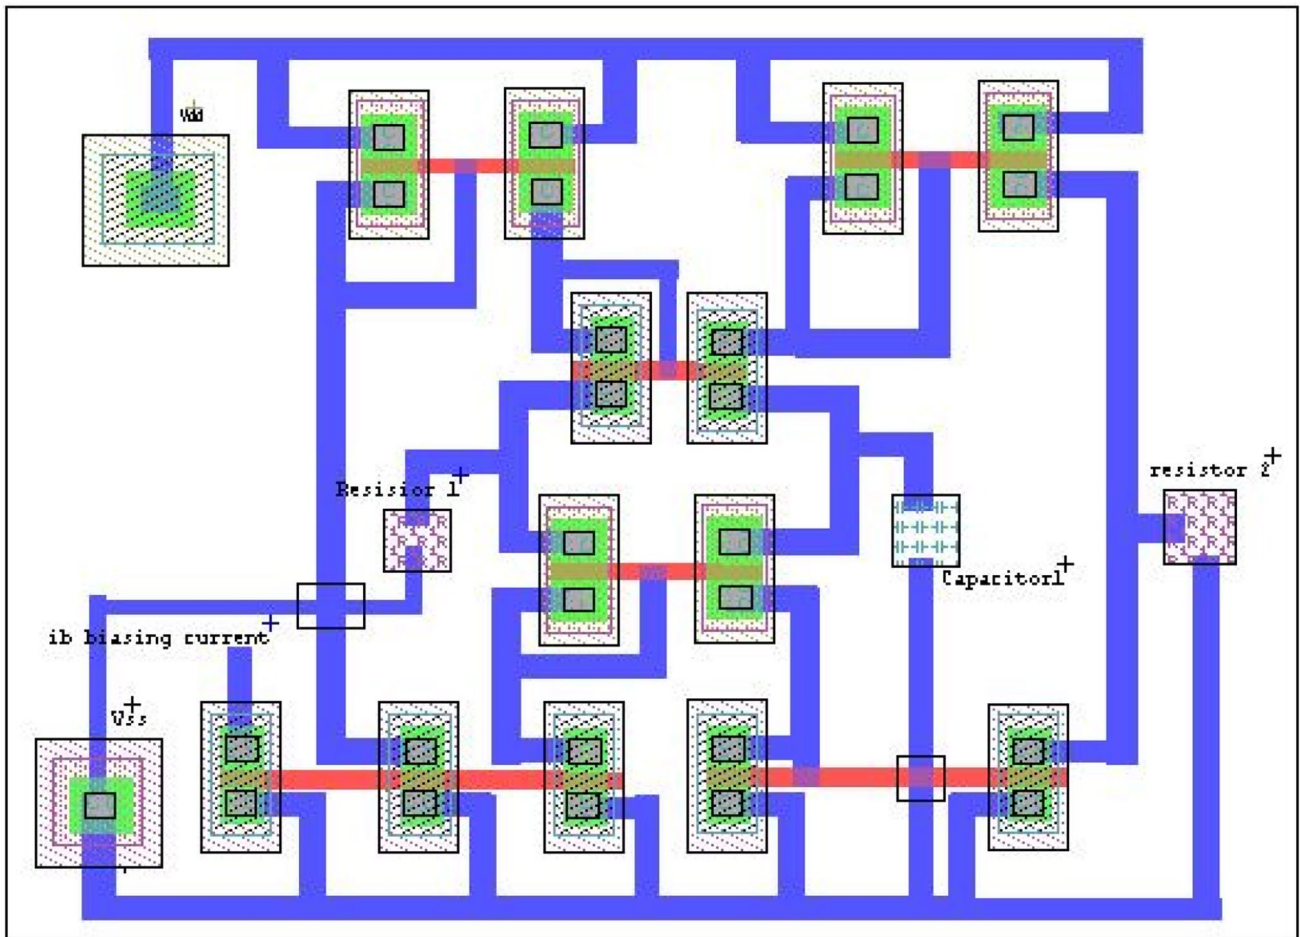 Vdd
resistor 2
Resisior 1
Capacitor1
ib biasing current
Vss